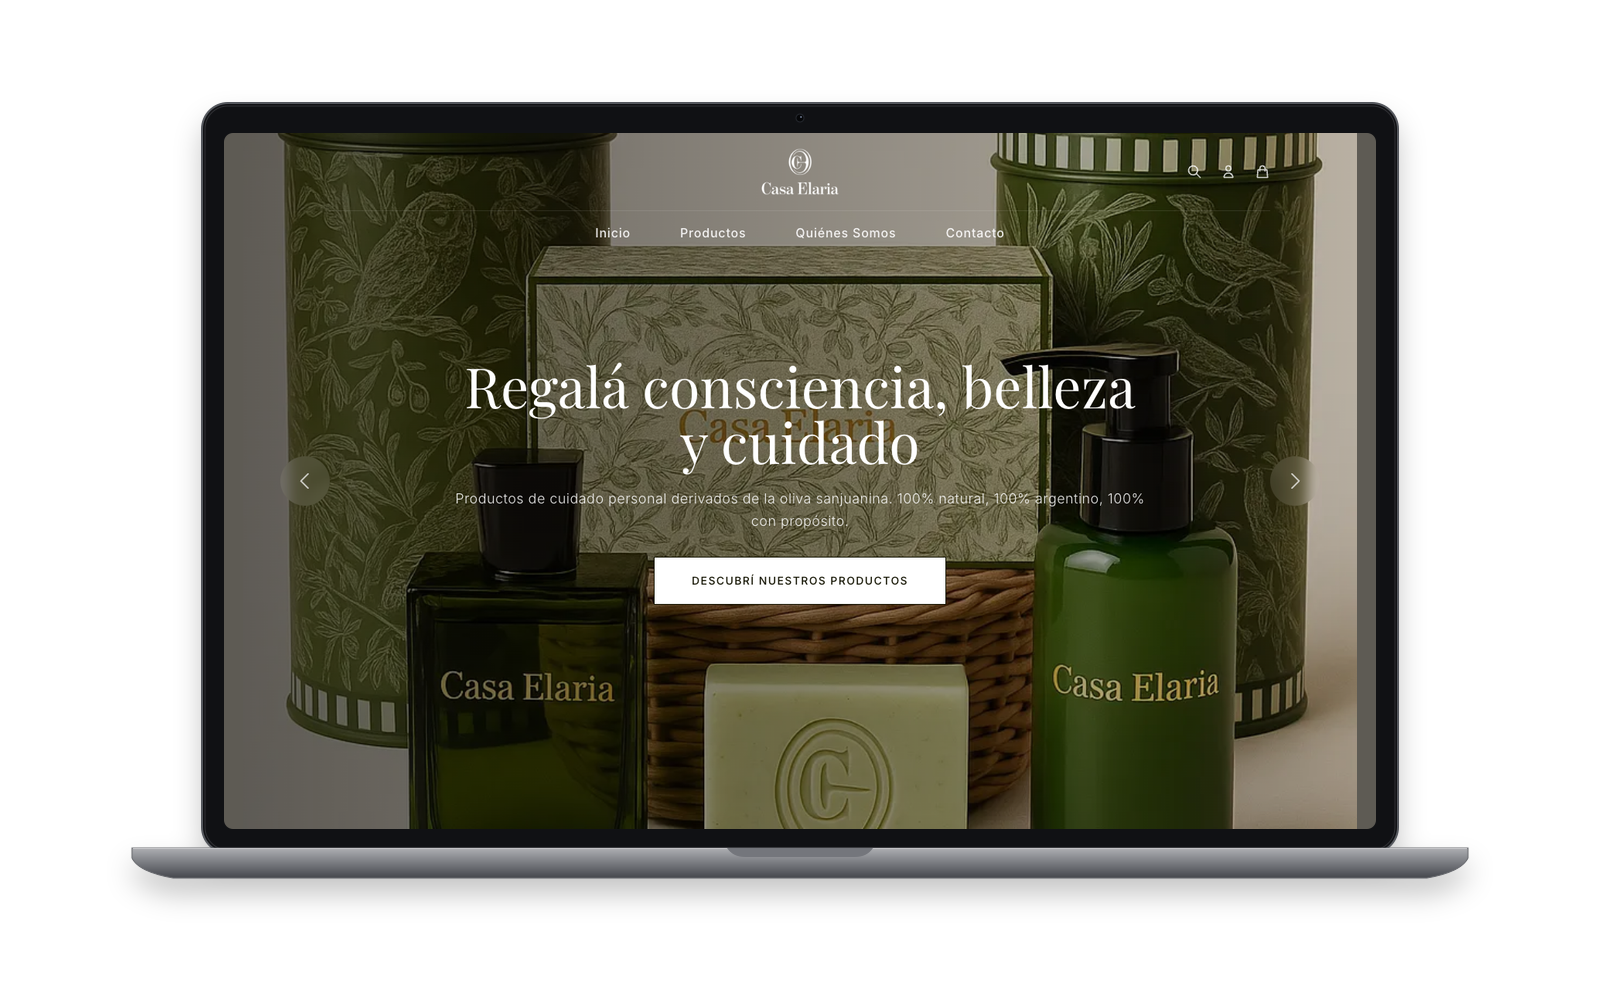 Casa Elaria
Inicio Productos Quiénes Somos Contacto
Regalá consciencia, belleza
y cuidado
Casa Elaria
Productos de cuidado personal derivados de la oliva sanjuanina. 100% natural, 100% argentino, 100%
con propósito.
DESCUBRÍ NUESTROS PRODUCTOS
Casa Elaria
Casa Elaria